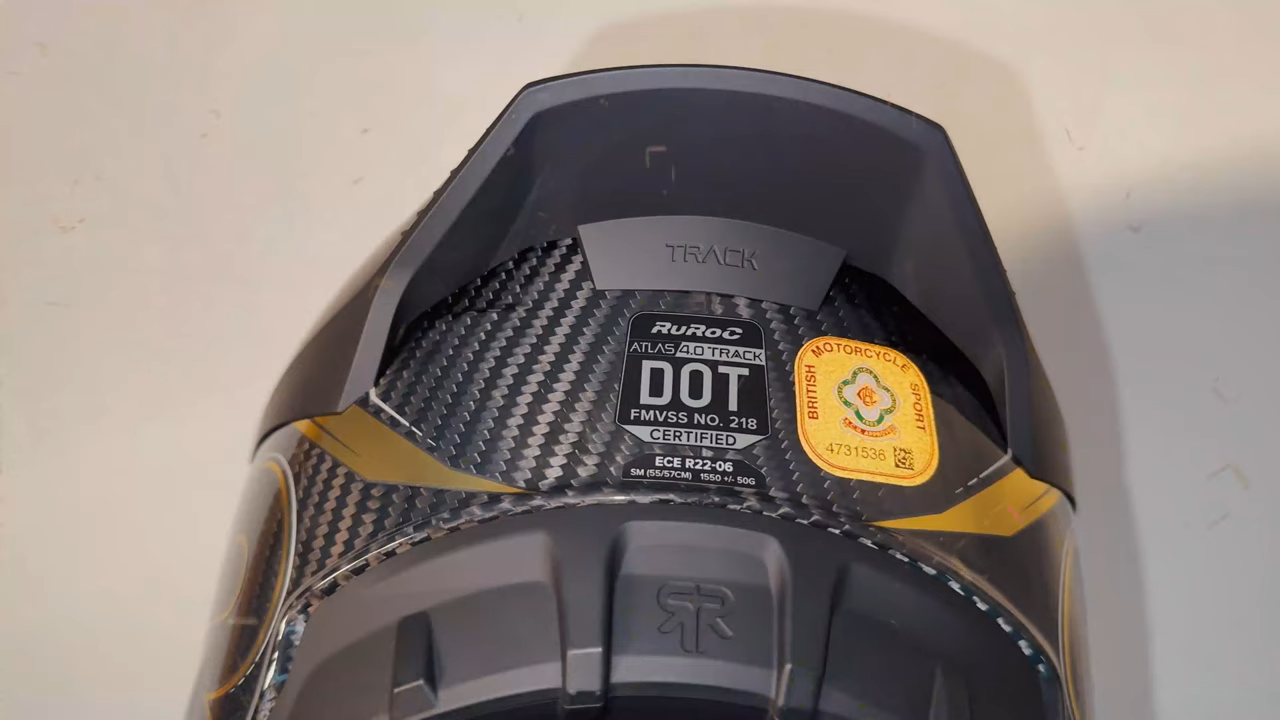 TRACK
RUROC
ATLAS 4.0 TRACK
DOT
FMVSS NO. 218
CERTIFIED
ECE R22-06
SM (55/57CM) 1550 +/- 50G
BRITISH MOTORCYCLE SPORT
4731536